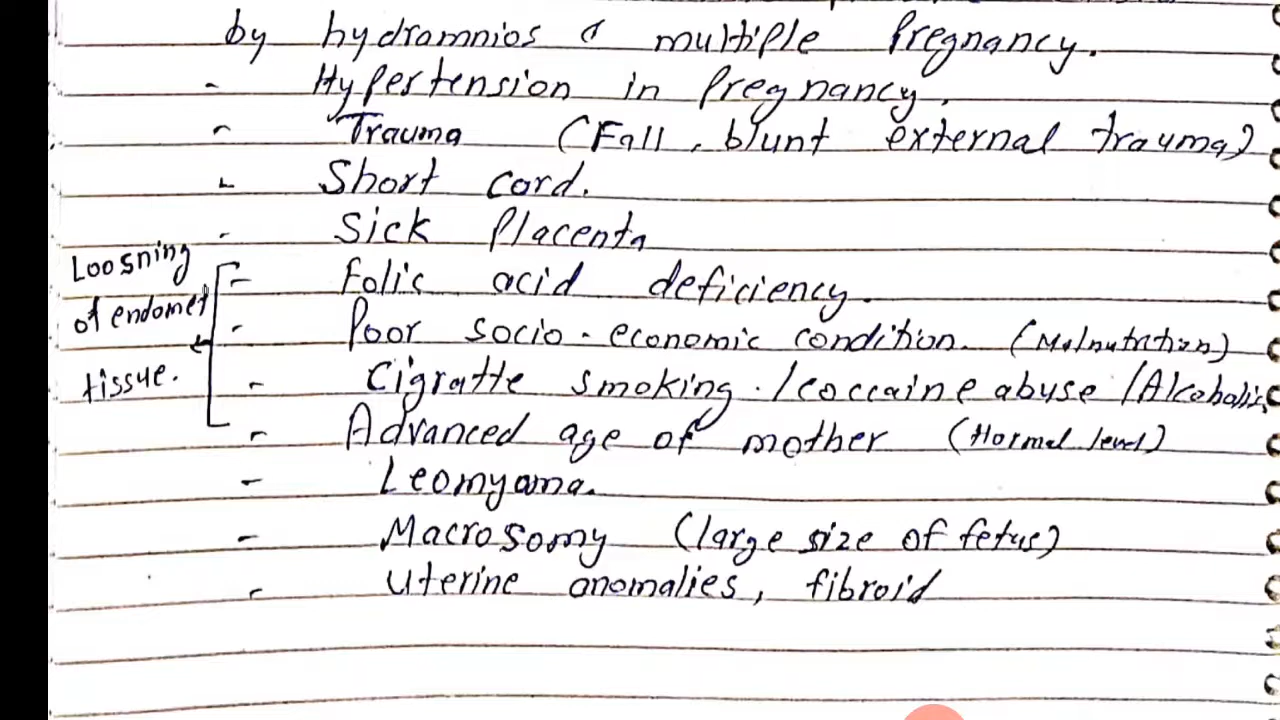 by hydramnios & multiple Pregnancy.
- Hypertension in Pregnancy.
- Trauma (Fall, blunt external trauma)
- Short cord.
- Sick Placenta
- Folic acid deficiency.
- Poor socio-economic condition. (Malnutrition)
- Cigratte smoking. /coccaine abuse /Alcoholic
- Advanced age of mother (Hormal level)
- Leomyoma.
- Macrosomy (large size of fetus)
- Uterine anomalies, fibroid
Loosning
of endomet
tissue.